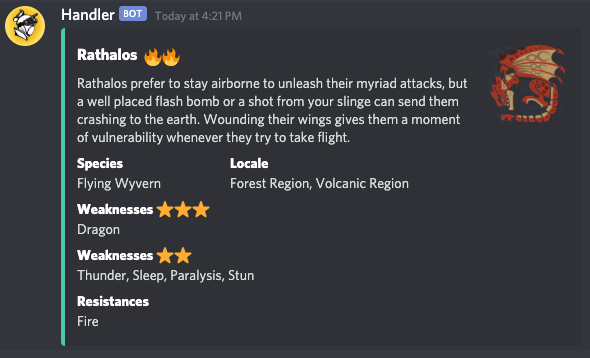 Handler BOT Today at 4:21 PM
Rathalos 🔥🔥
Rathalos prefer to stay airborne to unleash their myriad attacks, but
a well placed flash bomb or a shot from your slinge can send them
crashing to the earth. Wounding their wings gives them a moment
of vulnerability whenever they try to take flight.
Species Locale
Flying Wyvern Forest Region, Volcanic Region
Weaknesses ⭐⭐⭐
Dragon
Weaknesses ⭐⭐
Thunder, Sleep, Paralysis, Stun
Resistances
Fire